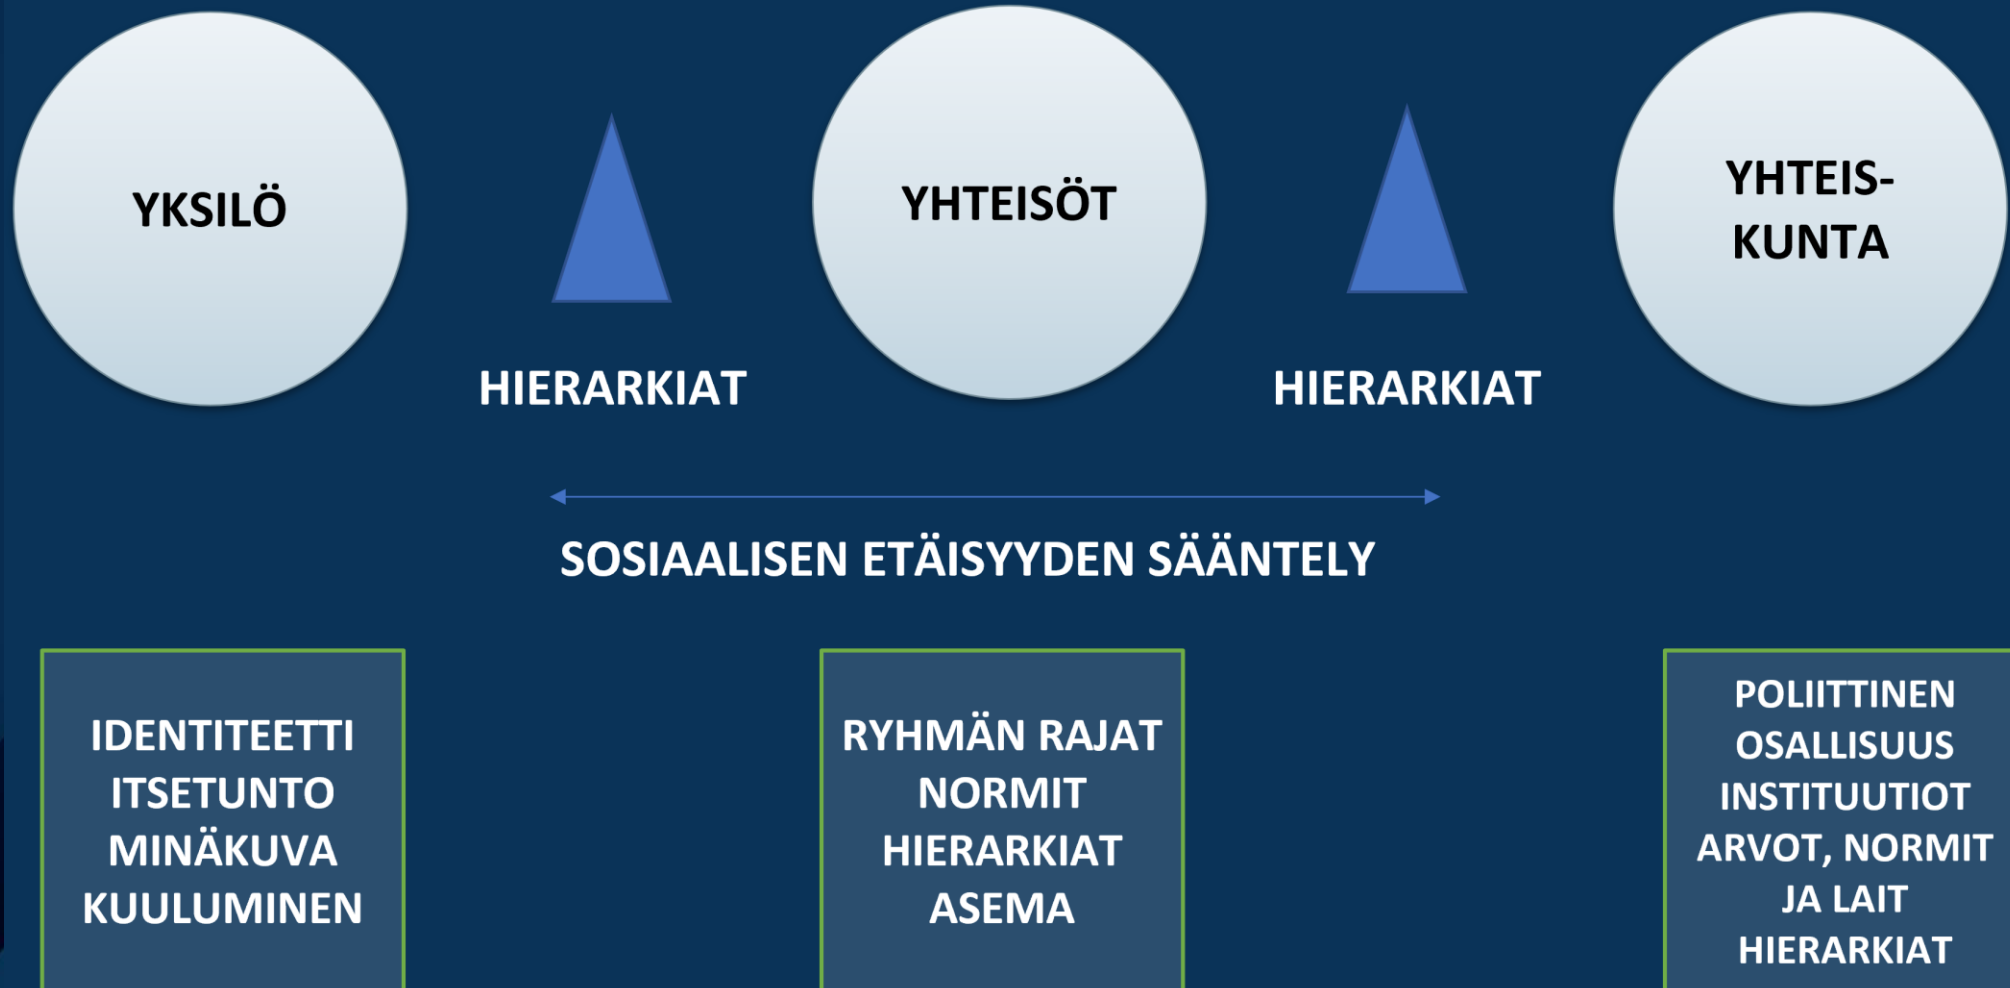 YKSILÖ
YHTEISÖT
YHTEIS-
KUNTA
HIERARKIAT
HIERARKIAT
SOSIAALISEN ETÄISYYDEN SÄÄNTELY
IDENTITEETTI
ITSETUNTO
MINÄKUVA
KUULUMINEN
RYHMÄN RAJAT
NORMIT
HIERARKIAT
ASEMA
POLIITTINEN
OSALLISUUS
INSTITUUTIOT
ARVOT, NORMIT
JA LAIT
HIERARKIAT